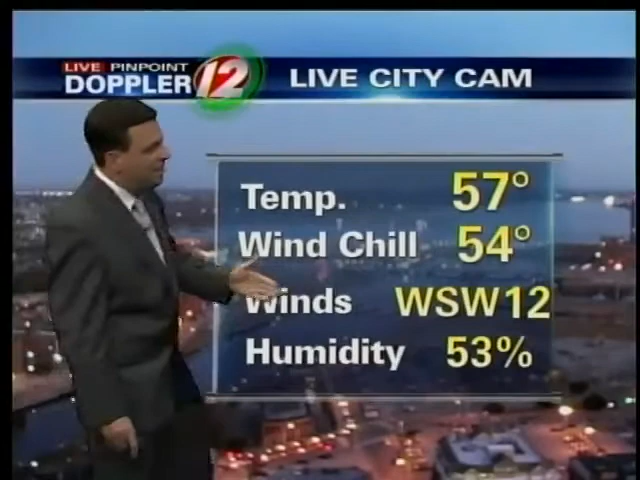 LIVE PINPOINT
DOPPLER 12
LIVE CITY CAM
Temp. 57°
Wind Chill 54°
Winds WSW12
Humidity 53%